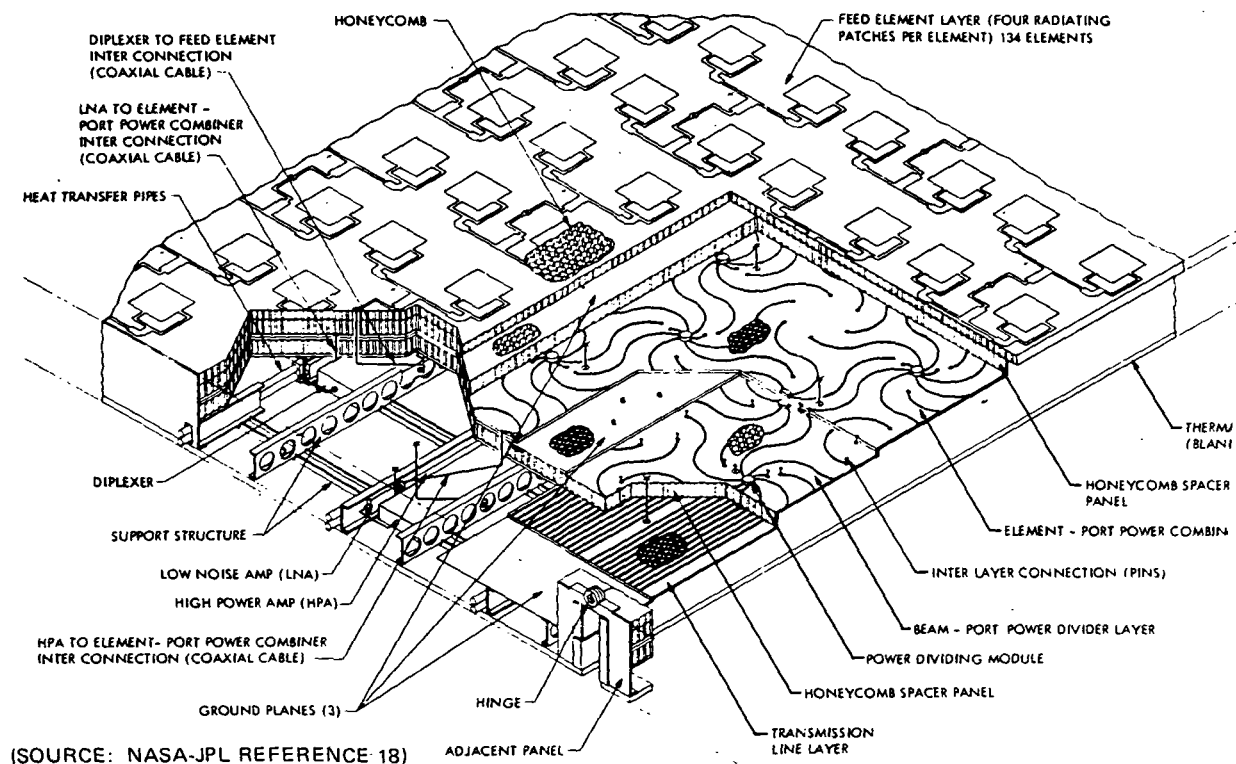 HONEYCOMB
FEED ELEMENT LAYER (FOUR RADIATING
PATCHES PER ELEMENT) 134 ELEMENTS
DIPLEXER TO FEED ELEMENT
INTER CONNECTION
(COAXIAL CABLE)
LNA TO ELEMENT -
PORT POWER COMBINER
INTER CONNECTION
(COAXIAL CABLE)
HEAT TRANSFER PIPES
DIPLEXER
SUPPORT STRUCTURE
LOW NOISE AMP (LNA)
HIGH POWER AMP (HPA)
HPA TO ELEMENT- PORT POWER COMBINER
INTER CONNECTION (COAXIAL CABLE)
GROUND PLANES (3)
HINGE
ADJACENT PANEL
THERMA
(BLANI
HONEYCOMB SPACER
PANEL
ELEMENT - PORT POWER COMBIN
INTER LAYER CONNECTION (PINS)
BEAM - PORT POWER DIVIDER LAYER
POWER DIVIDING MODULE
HONEYCOMB SPACER PANEL
TRANSMISSION
LINE LAYER
(SOURCE: NASA-JPL REFERENCE 18)